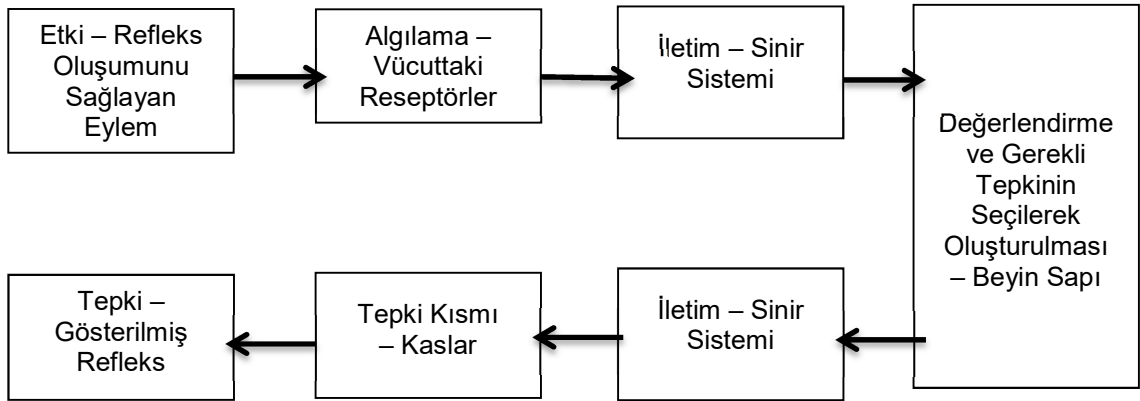 Etki – Refleks
Oluşumunu
Sağlayan
Eylem
Algılama –
Vücuttaki
Reseptörler
İletim – Sinir
Sistemi
Değerlendirme
ve Gerekli
Tepkinin
Seçilerek
Oluşturulması
– Beyin Sapı
İletim – Sinir
Sistemi
Tepki Kısmı
– Kaslar
Tepki –
Gösterilmiş
Refleks